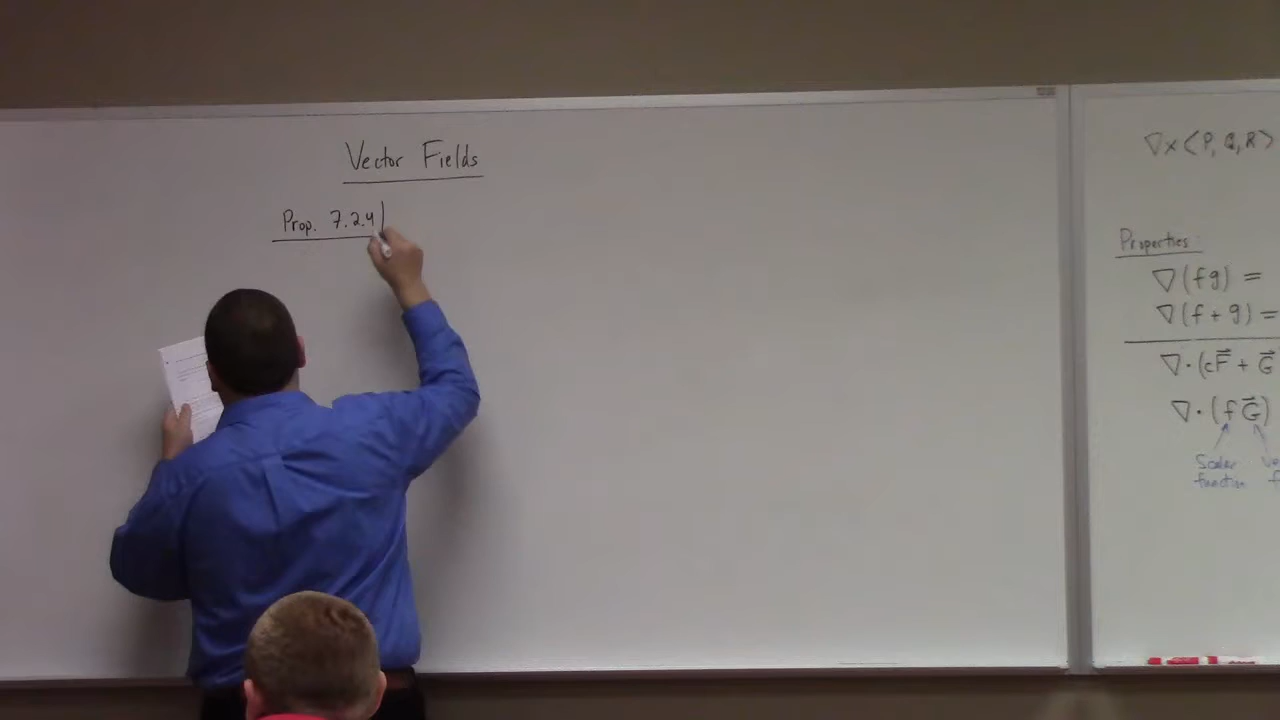 Vector Fields
Prop. 7.2.4
∇×⟨P, Q, R⟩
Properties
∇(fg) =
∇(f + g) =
∇·(cF⃗ + G⃗
∇·(fG⃗)
Scalar
function